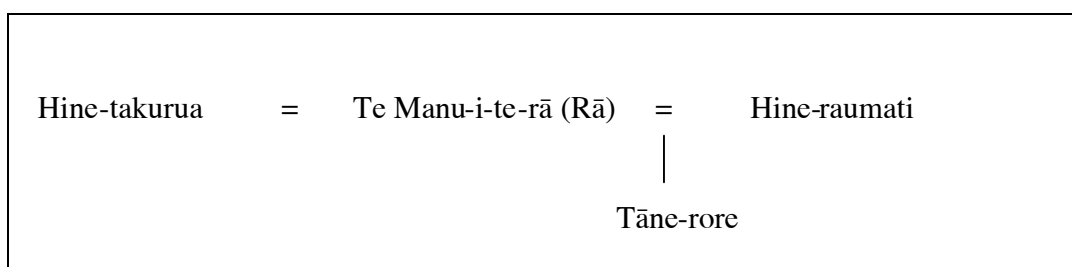 Hine-takurua = Te Manu-i-te-rā (Rā) = Hine-raumati
Tāne-rore